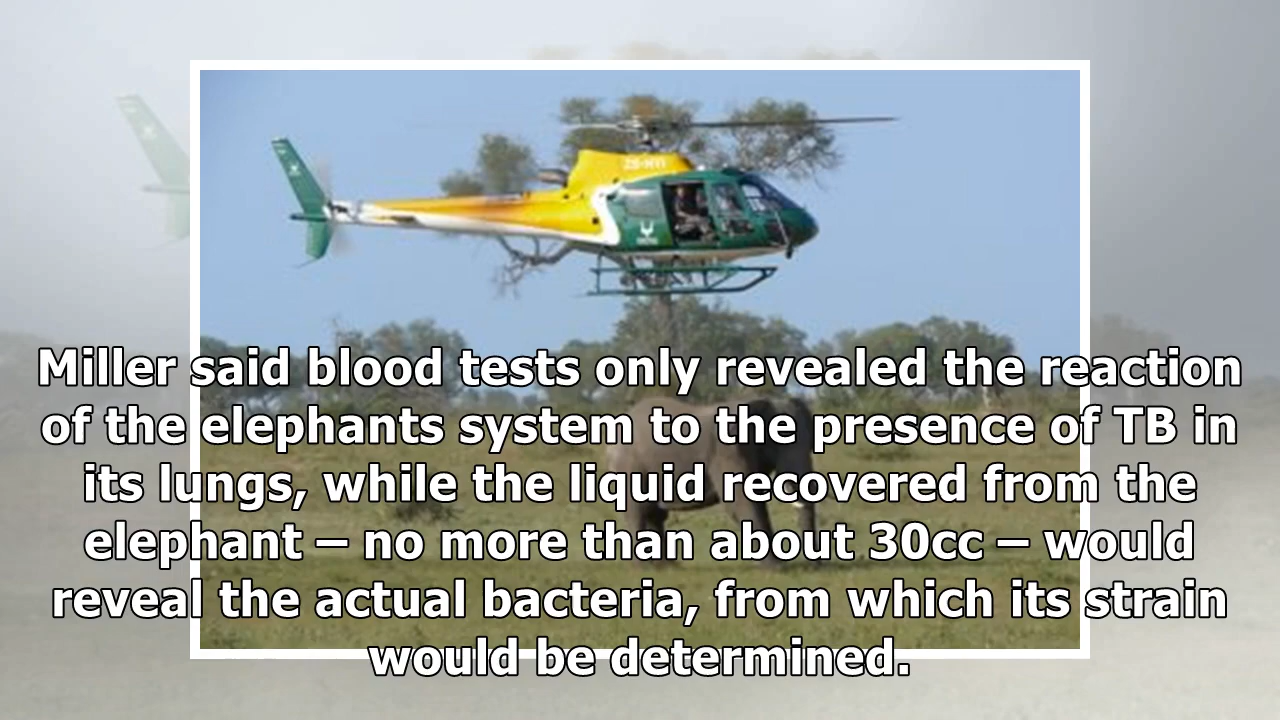 Miller said blood tests only revealed the reaction
of the elephants system to the presence of TB in
its lungs, while the liquid recovered from the
elephant – no more than about 30cc – would
reveal the actual bacteria, from which its strain
would be determined.